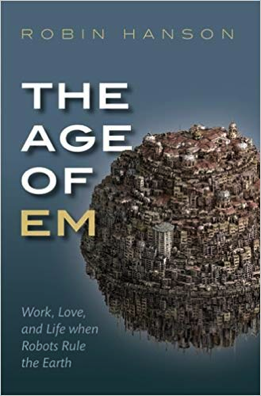 ROBIN HANSON
THE
AGE
OF
EM
Work, Love,
and Life when
Robots Rule
the Earth